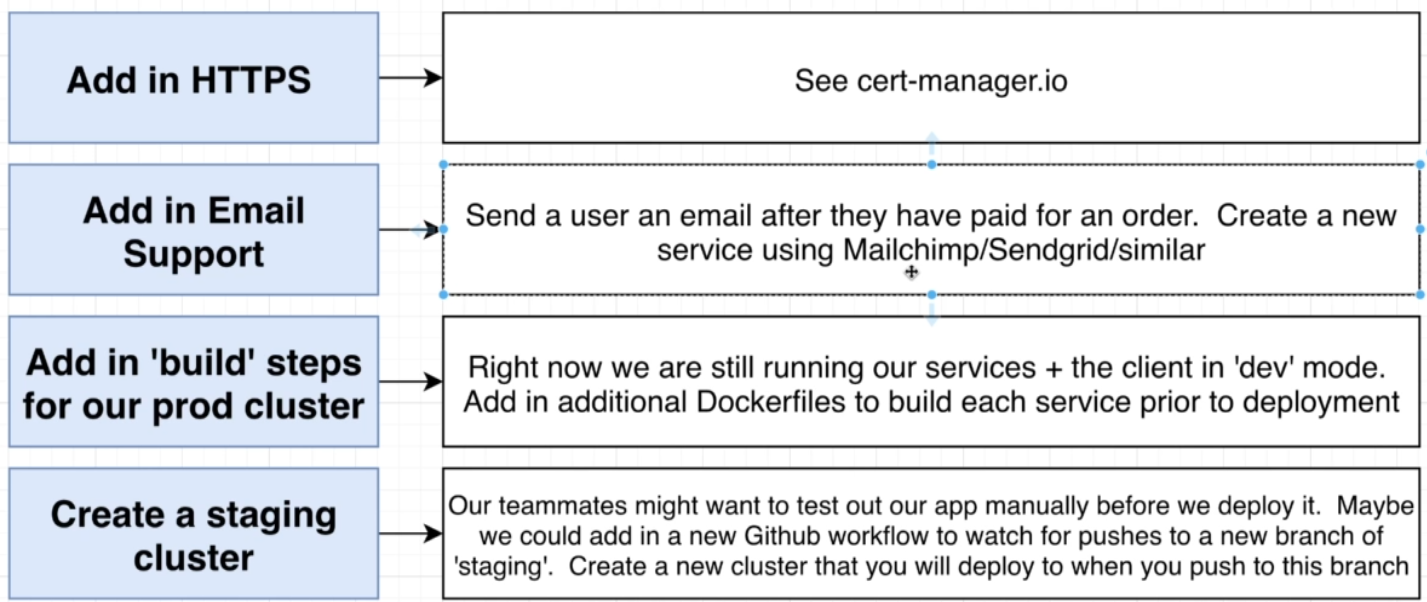 Add in HTTPS
See cert-manager.io
Add in Email
Support
Send a user an email after they have paid for an order.  Create a new
service using Mailchimp/Sendgrid/similar
Add in 'build' steps
for our prod cluster
Right now we are still running our services + the client in 'dev' mode.
Add in additional Dockerfiles to build each service prior to deployment
Create a staging
cluster
Our teammates might want to test out our app manually before we deploy it.  Maybe
we could add in a new Github workflow to watch for pushes to a new branch of
'staging'.  Create a new cluster that you will deploy to when you push to this branch